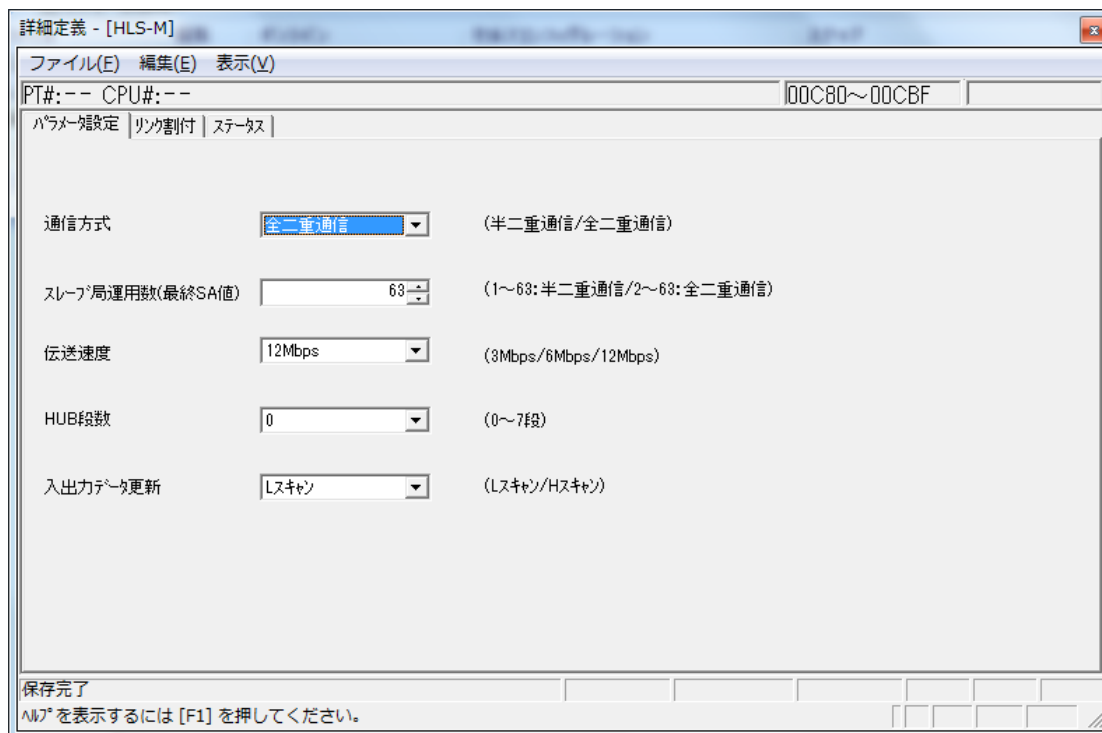 詳細定義 - [HLS-M]
ファイル(F) 編集(E) 表示(V)
PT#:-- CPU#:-- 00C80～00CBF
ﾊﾟﾗﾒｰﾀ設定 ﾘﾝｸ割付 ｽﾃｰﾀｽ
通信方式 全二重通信 (半二重通信/全二重通信)
ｽﾚｰﾌﾞ局運用数(最終SA値) 63 (1～63:半二重通信/2～63:全二重通信)
伝送速度 12Mbps (3Mbps/6Mbps/12Mbps)
HUB段数 0 (0～7段)
入出力ﾃﾞｰﾀ更新 Lｽｷｬﾝ (Lｽｷｬﾝ/Hｽｷｬﾝ)
保存完了
ﾍﾙﾌﾟを表示するには [F1] を押してください。